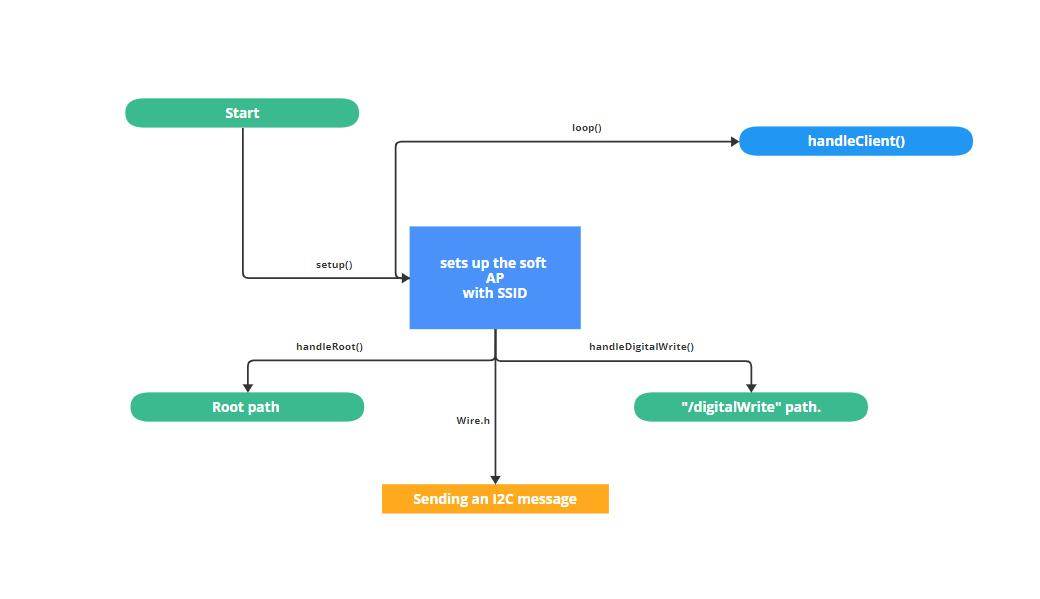 Start
loop()
handleClient()
sets up the soft
AP
with SSID
setup()
handleRoot()
handleDigitalWrite()
Root path
"/digitalWrite" path.
Wire.h
Sending an I2C message